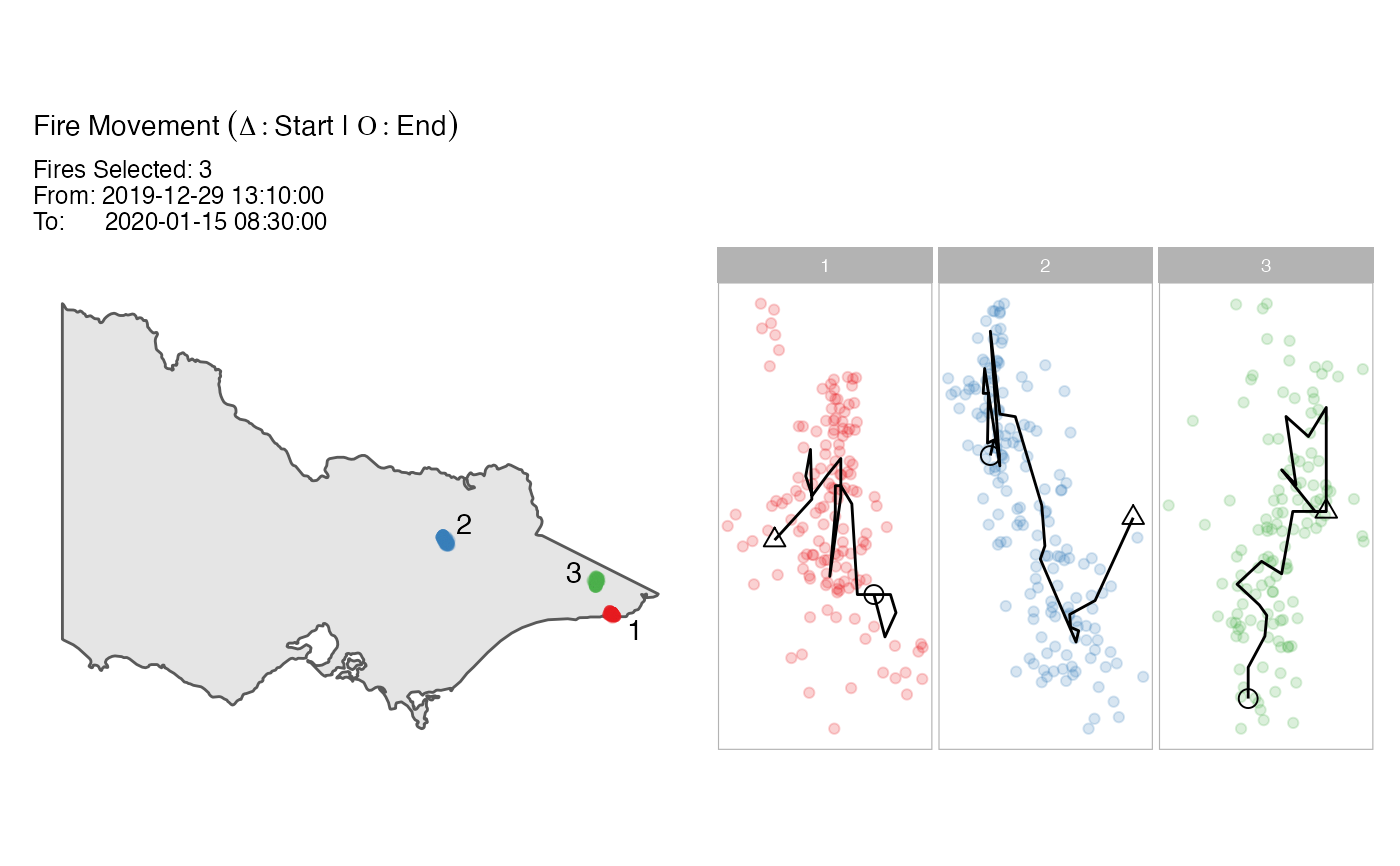 Fire Movement (Δ : Start | O : End)
Fires Selected: 3
From: 2019-12-29 13:10:00
To: 2020-01-15 08:30:00
1
2
3
2
3
1